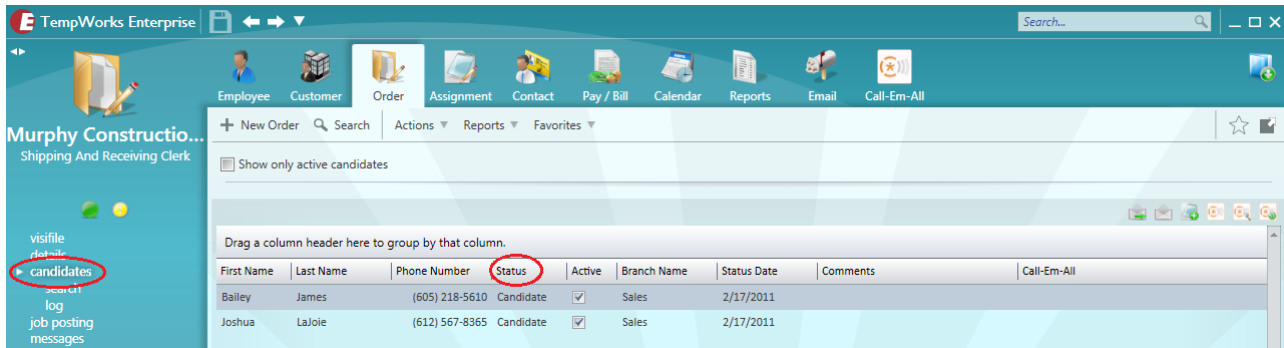 TempWorks Enterprise
Search...
Employee Customer Order Assignment Contact Pay / Bill Calendar Reports Email Call-Em-All
Murphy Constructio...
Shipping And Receiving Clerk
New Order Search Actions Reports Favorites
Show only active candidates
visifile
details
candidates
search
log
job posting
messages
Drag a column header here to group by that column.
First Name Last Name Phone Number Status Active Branch Name Status Date Comments Call-Em-All
Bailey James (605) 218-5610 Candidate Sales 2/17/2011
Joshua LaJoie (612) 567-8365 Candidate Sales 2/17/2011